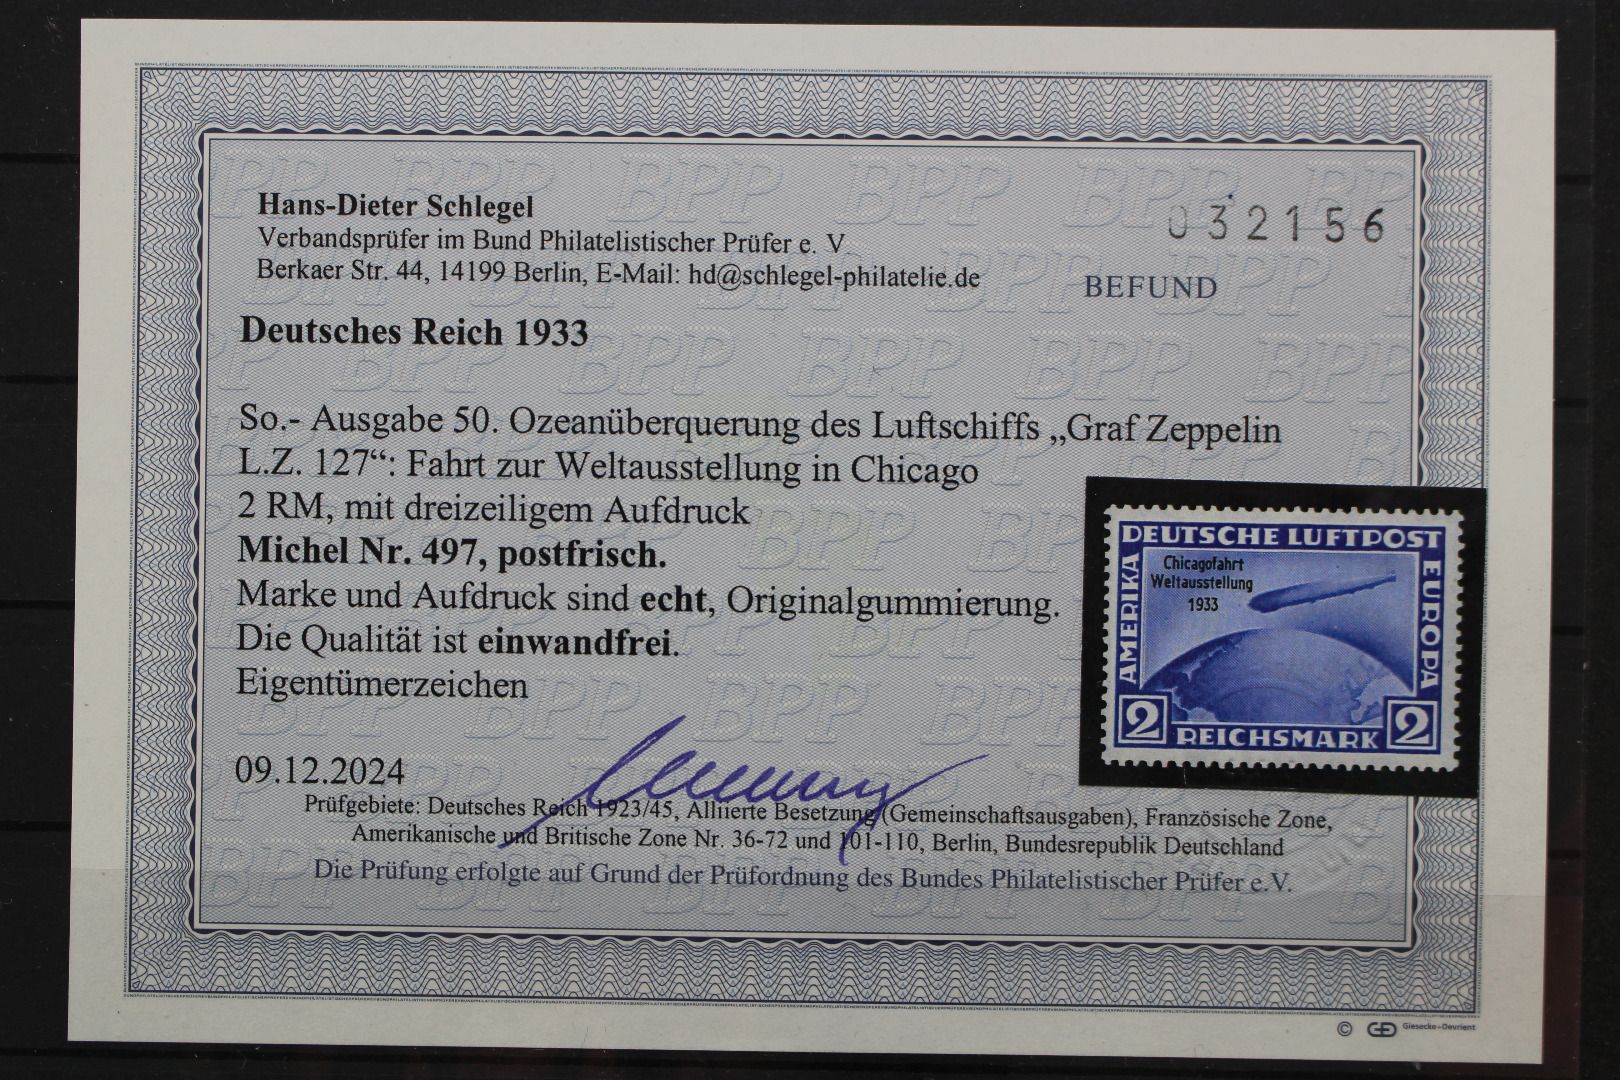 Hans-Dieter Schlegel
Verbandsprüfer im Bund Philatelistischer Prüfer e. V
Berkaer Str. 44, 14199 Berlin, E-Mail: hd@schlegel-philatelie.de
032156
BEFUND
Deutsches Reich 1933
So.- Ausgabe 50. Ozeanüberquerung des Luftschiffs „Graf Zeppelin
L.Z. 127“: Fahrt zur Weltausstellung in Chicago
2 RM, mit dreizeiligem Aufdruck
Michel Nr. 497, postfrisch.
Marke und Aufdruck sind echt, Originalgummierung.
Die Qualität ist einwandfrei.
Eigentümerzeichen
DEUTSCHE LUFTPOST
Chicagofahrt
Weltausstellung
1933
AMERIKA
EUROPA
2 REICHSMARK 2
09.12.2024
Prüfgebiete: Deutsches Reich 1923/45, Alliierte Besetzung (Gemeinschaftsausgaben), Französische Zone,
Amerikanische und Britische Zone Nr. 36-72 und 101-110, Berlin, Bundesrepublik Deutschland
Die Prüfung erfolgte auf Grund der Prüfordnung des Bundes Philatelistischer Prüfer e.V.
© GD Giesecke+Devrient